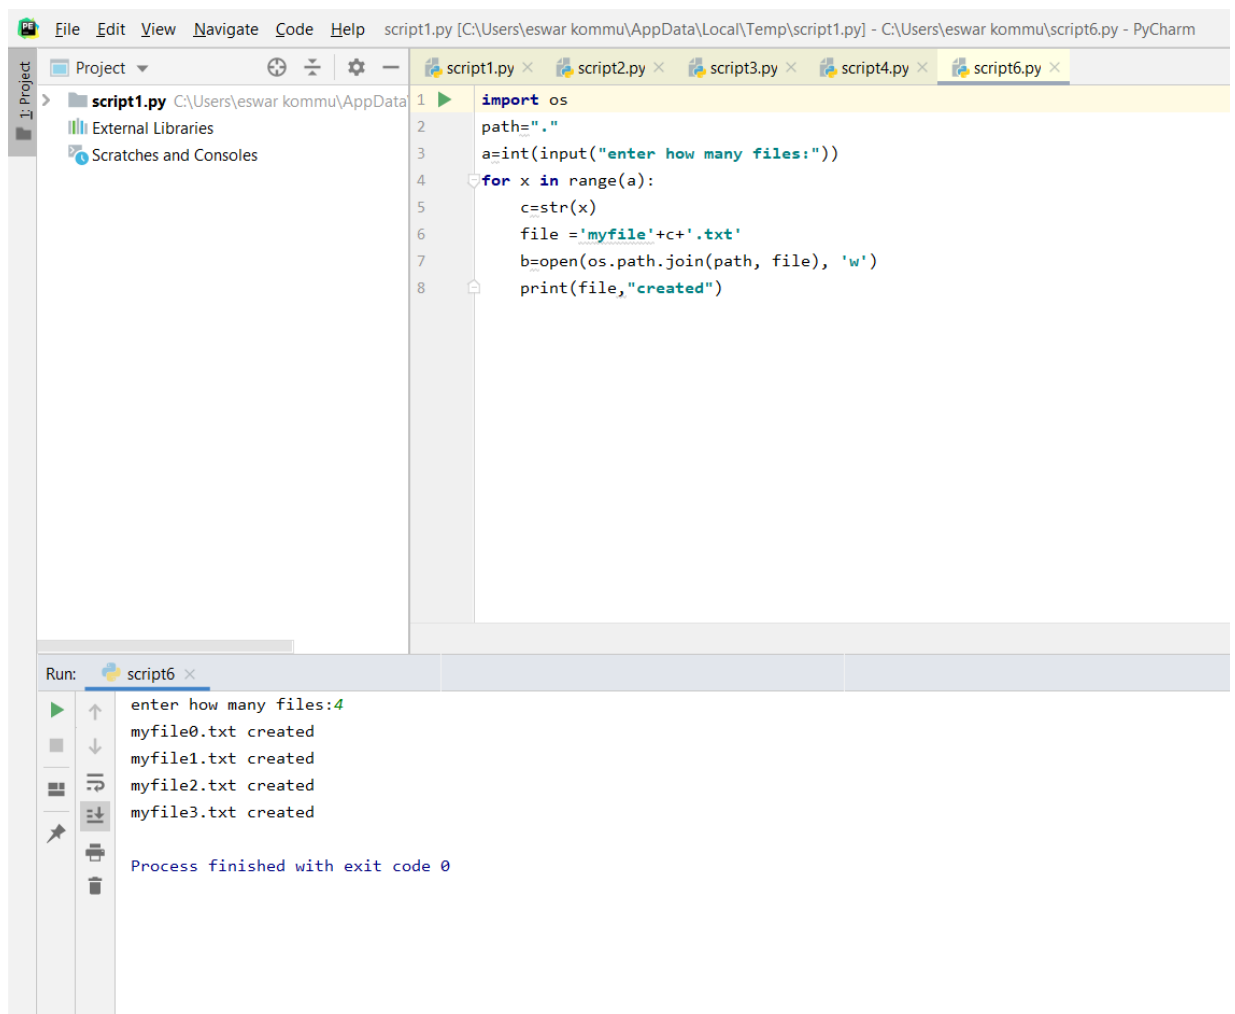 PE File Edit View Navigate Code Help script1.py [C:\Users\eswar kommu\AppData\Local\Temp\script1.py] - C:\Users\eswar kommu\script6.py - PyCharm
1: Project
Project
script1.py script2.py script3.py script4.py script6.py
script1.py C:\Users\eswar kommu\AppData\
External Libraries
Scratches and Consoles
1 import os
2 path="."
3 a=int(input("enter how many files:"))
4 for x in range(a):
5     c=str(x)
6     file ='myfile'+c+'.txt'
7     b=open(os.path.join(path, file), 'w')
8     print(file,"created")
Run: script6
enter how many files:4
myfile0.txt created
myfile1.txt created
myfile2.txt created
myfile3.txt created
Process finished with exit code 0